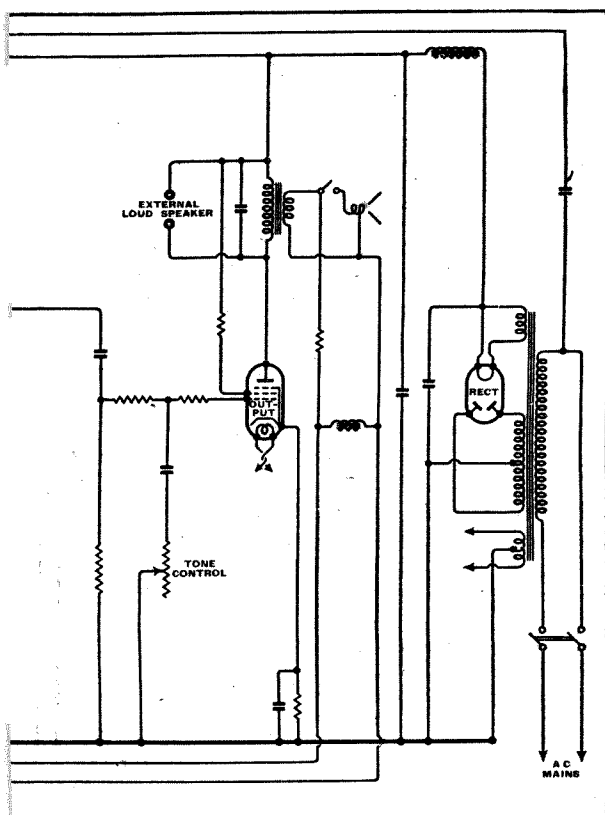 EXTERNAL
LOUD SPEAKER
RECT
OUT-
PUT
TONE
CONTROL
A C
MAINS